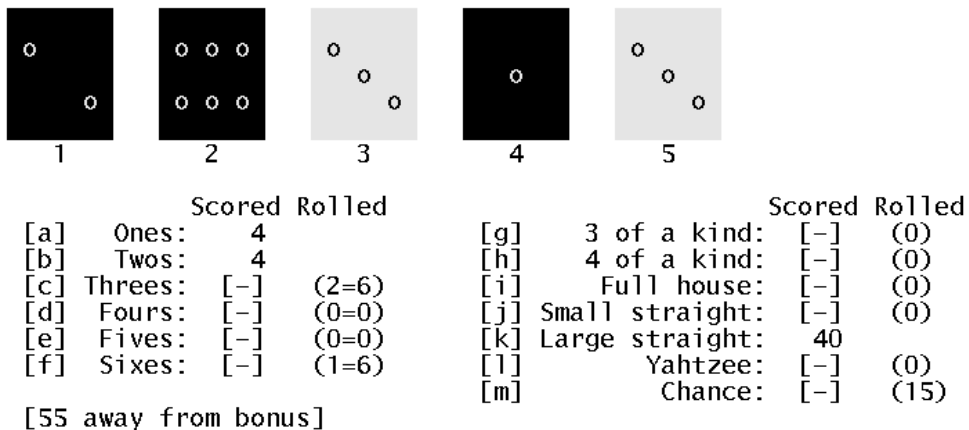 1 2 3 4 5
Scored Rolled Scored Rolled
[a] Ones: 4 [g] 3 of a kind: [-] (0)
[b] Twos: 4 [h] 4 of a kind: [-] (0)
[c] Threes: [-] (2=6) [i] Full house: [-] (0)
[d] Fours: [-] (0=0) [j] Small straight: [-] (0)
[e] Fives: [-] (0=0) [k] Large straight: 40
[f] Sixes: [-] (1=6) [l] Yahtzee: [-] (0)
[m] Chance: [-] (15)
[55 away from bonus]